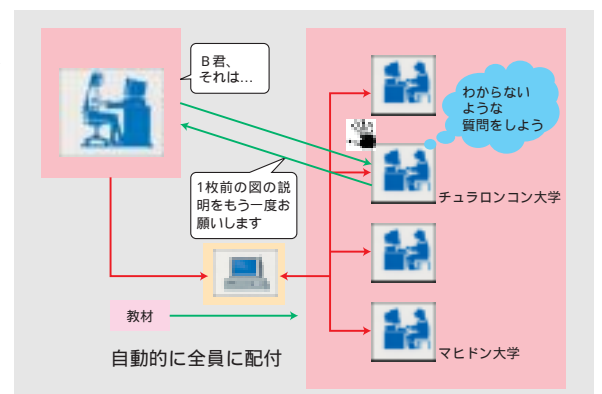 B君、
それは…
わからない
ような
質問をしよう
チュラロンコン大学
1枚前の図の説
明をもう一度お
願いします
教材
自動的に全員に配付
マヒドン大学